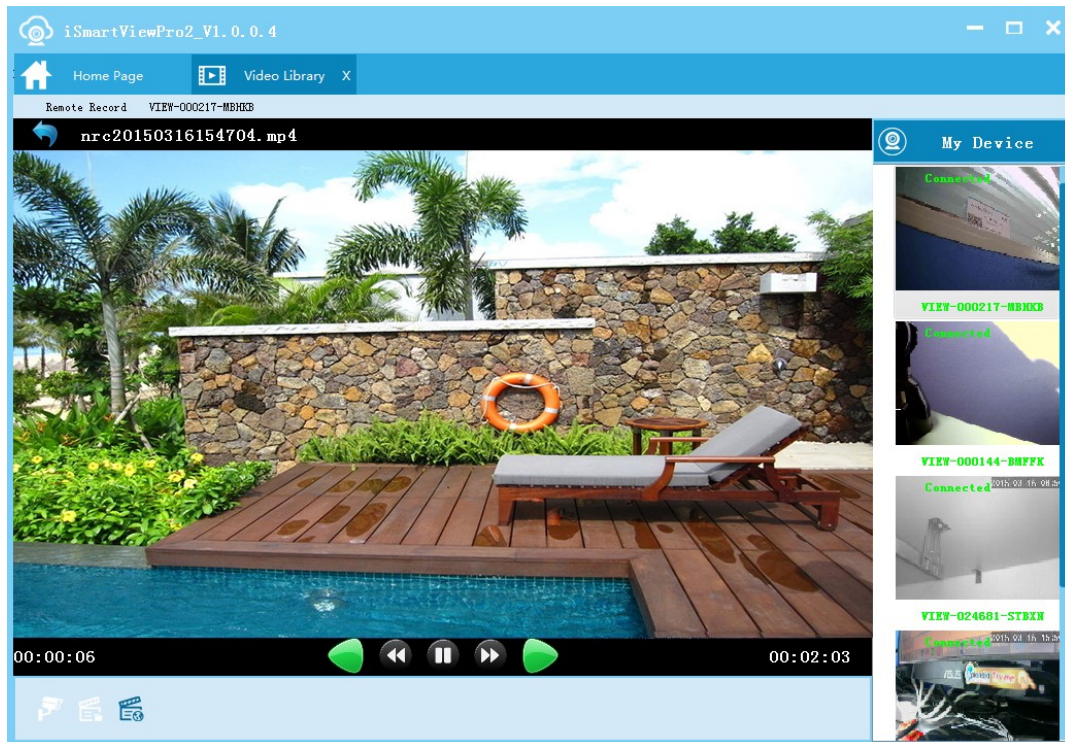 iSmartViewPro2_V1.0.0.4
Home Page Video Library X
Remote Record VIEW-000217-MBHKB
nrc20150316154704.mp4
My Device
Connected
VIEW-000217-MBHKB
Connected
VIEW-000144-BMFFK
Connected
VIEW-024681-STBXN
Connected
00:00:06 00:02:03